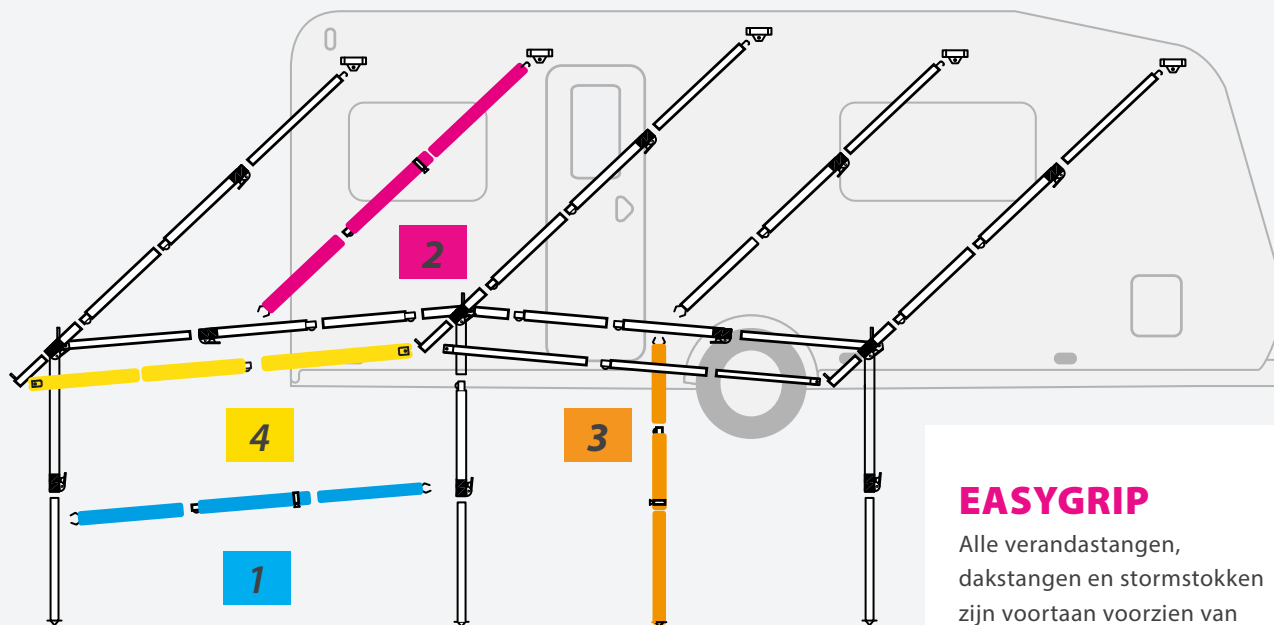 2
4
3
1
EASYGRIP
Alle verandastangen,
dakstangen en stormstokken
zijn voortaan voorzien van